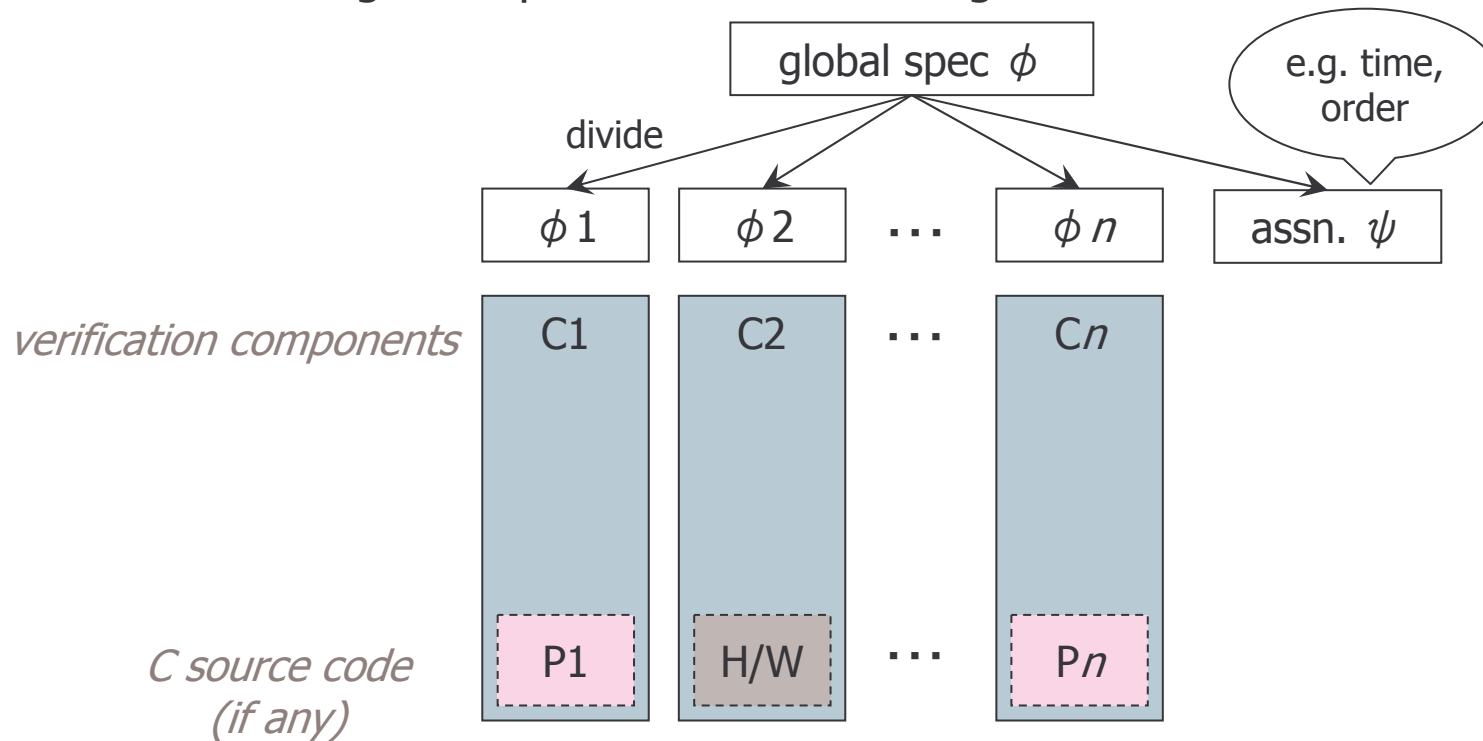 global spec φ
e.g. time,
order
divide
φ1
φ2
...
φn
assn. ψ
verification components
C1
C2
...
Cn
P1
H/W
...
Pn
C source code
(if any)